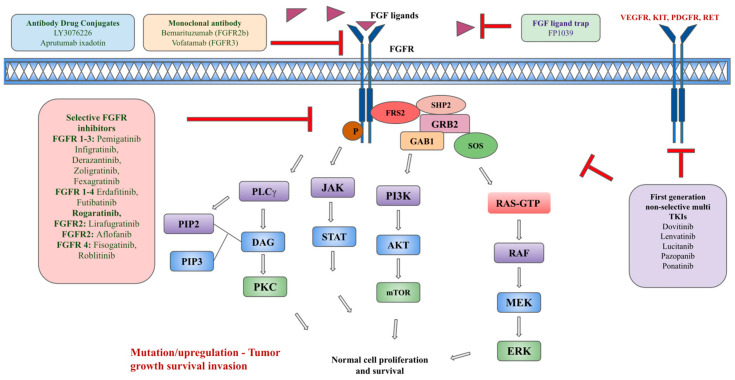 Antibody Drug Conjugates
LY3076226
Aprutumab ixadotin
Monoclonal antibody
Bemarituzumab (FGFR2b)
Vofatamab (FGFR3)
FGF ligands
FGFR
FGF ligand trap
FP1039
VEGFR, KIT, PDGFR, RET
Selective FGFR
inhibitors
FGFR 1-3: Pemigatinib
Infigratinib,
Derazantinib,
Zoligratinib,
Fexagratinib
FGFR 1-4 Erdafitinib,
Futibatinib
Rogaratinib,
FGFR2: Lirafugratinib
FGFR2: Aflofanib
FGFR 4: Fisogatinib,
Roblitinib
P
FRS2
SHP2
GRB2
GAB1
SOS
PLCγ
JAK
PI3K
RAS-GTP
PIP2
PIP3
DAG
STAT
AKT
RAF
PKC
mTOR
MEK
ERK
First generation
non-selective multi
TKIs
Dovitinib
Lenvatinib
Lucitanib
Pazopanib
Ponatinib
Mutation/upregulation - Tumor
growth survival invasion
Normal cell proliferation
and survival